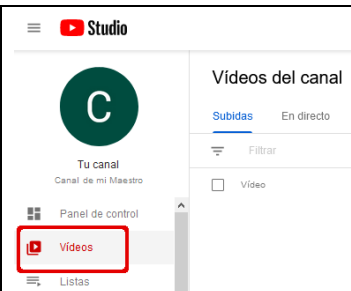 Studio
C
Tu canal
Canal de mi Maestro
Panel de control
Vídeos
Listas
Vídeos del canal
Subidas En directo
Filtrar
Vídeo